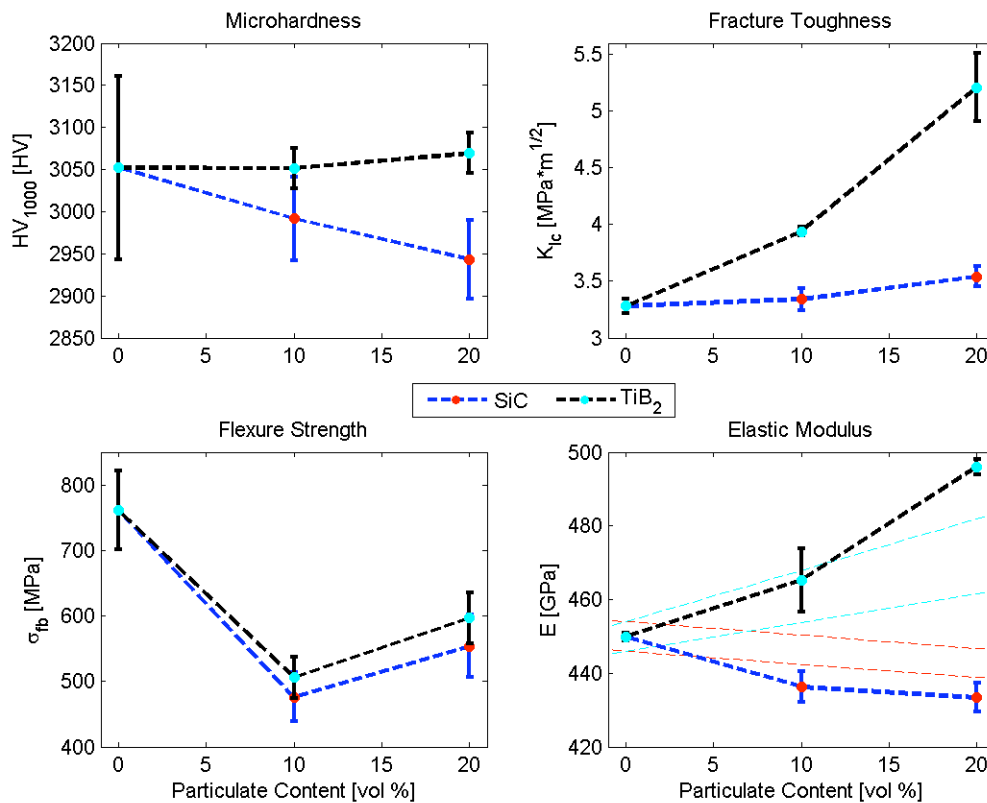 Microhardness
HV1000 [HV]
3200
3150
3100
3050
3000
2950
2900
2850
0 5 10 15 20
Fracture Toughness
KIc [MPa*m1/2]
5.5
5
4.5
4
3.5
3
0 5 10 15 20
SiC TiB2
Flexure Strength
σfb [MPa]
800
700
600
500
400
0 5 10 15 20
Particulate Content [vol %]
Elastic Modulus
E [GPa]
500
480
460
440
420
0 5 10 15 20
Particulate Content [vol %]